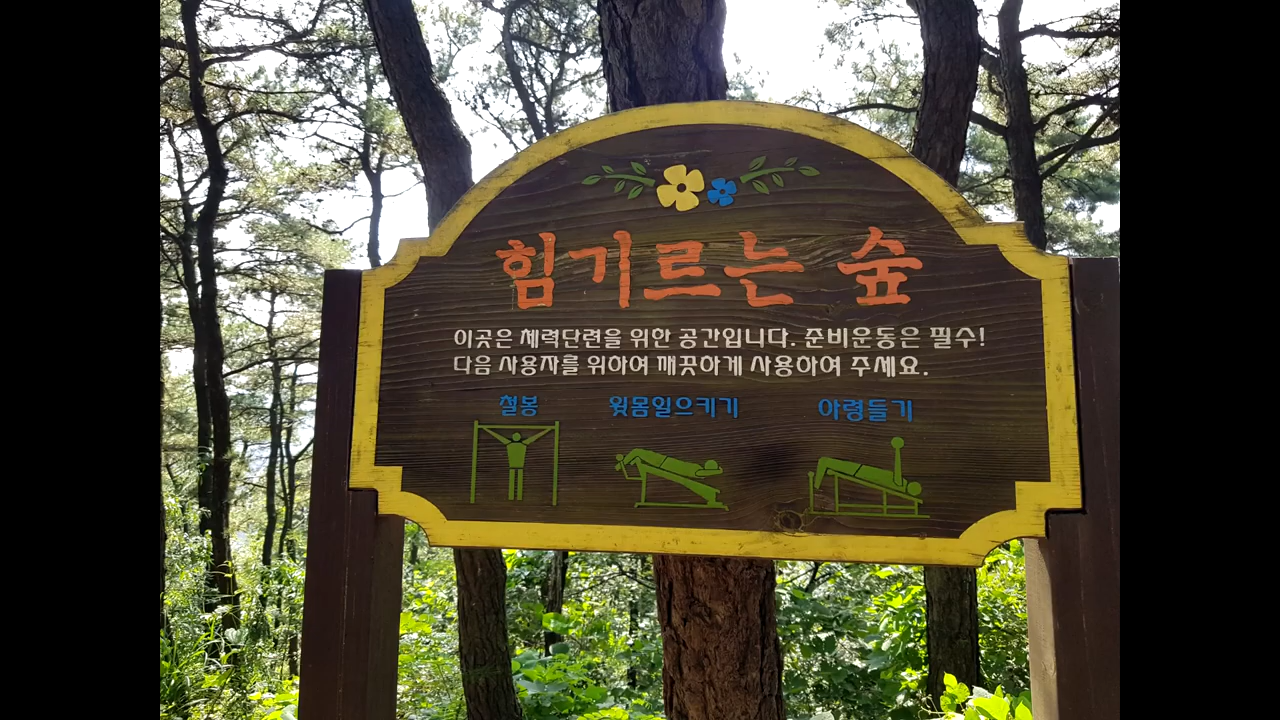 힘기르는 숲
이곳은 체력단련을 위한 공간입니다. 준비운동은 필수!
다음 사용자를 위하여 깨끗하게 사용하여 주세요.
철봉 윗몸일으키기 아령들기